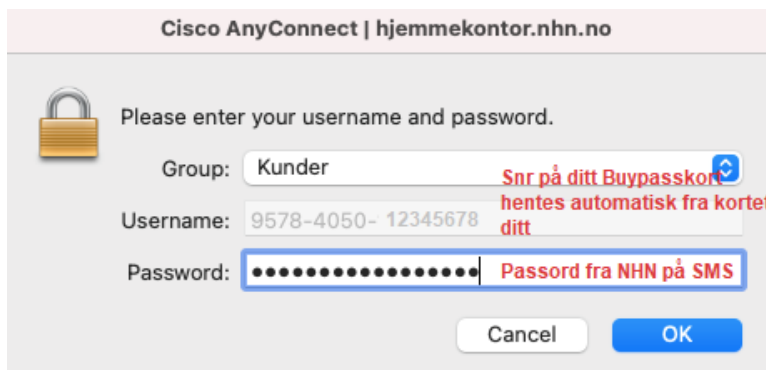 Cisco AnyConnect | hjemmekontor.nhn.no
Please enter your username and password.
Group: Kunder
Snr på ditt Buypasskort
hentes automatisk fra kortet
ditt
Username: 9578-4050- 12345678
Password: ••••••••••••••••• Passord fra NHN på SMS
Cancel OK